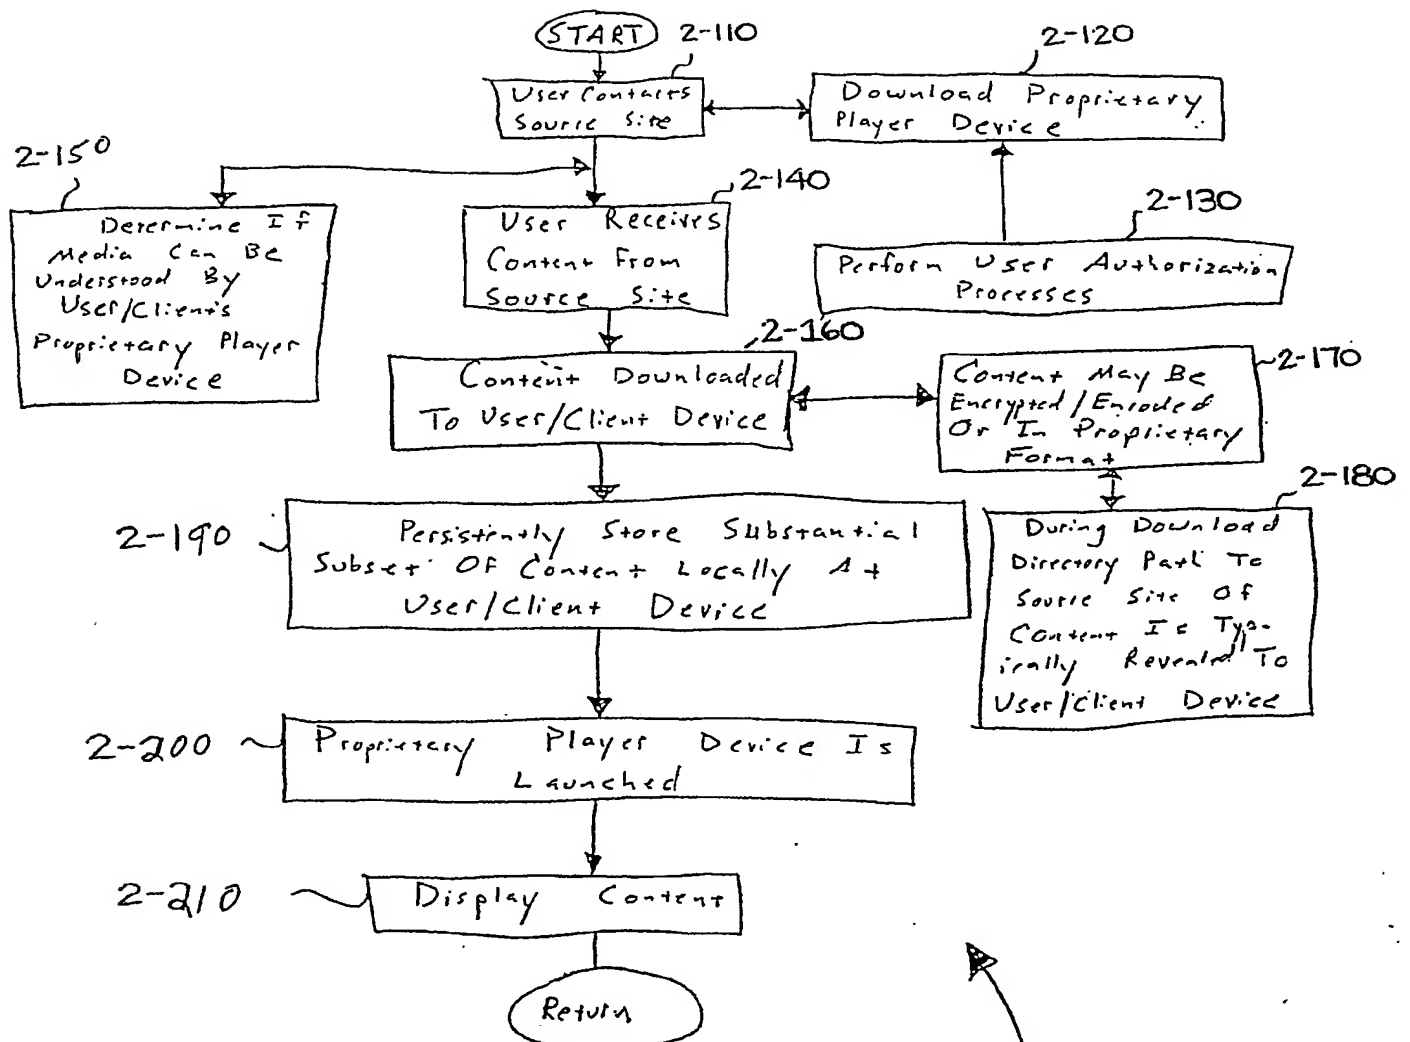 START
2-110
User Contacts
Source Site
2-120
Download Proprietary
Player Device
2-150
Determine If
Media Can Be
Understood By
User/Client's
Proprietary Player
Device
2-140
User Receives
Content From
Source Site
2-130
Perform User Authorization
Processes
2-160
Content Downloaded
To User/Client Device
2-170
Content May Be
Encrypted/Encoded
Or In Proprietary
Format
2-180
During Download
Directory Path To
Source Site Of
Content Is Typ-
ically Revealed To
User/Client Device
2-190
Persistently Store Substantial
Subset Of Content Locally At
User/Client Device
2-200
Proprietary Player Device Is
Launched
2-210
Display Content
Return